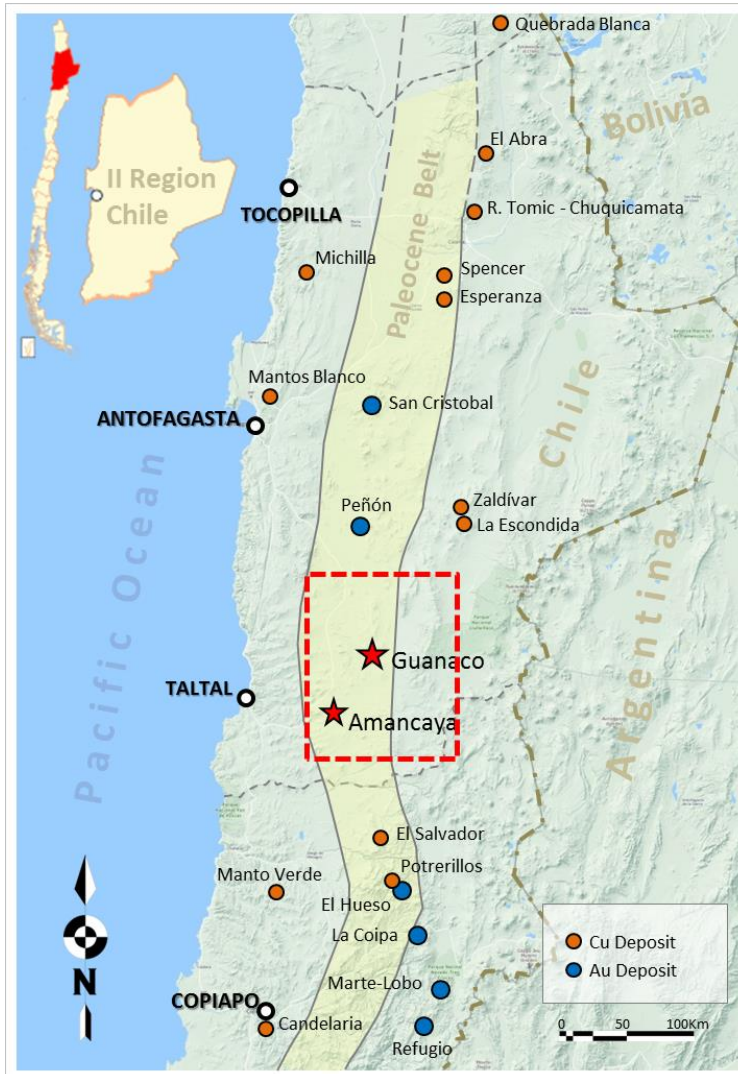 Quebrada Blanca
Bolivia
II Region
Chile
El Abra
Paleocene Belt
TOCOPILLA
R. Tomic - Chuquicamata
Michilla
Spencer
Esperanza
Chile
Mantos Blanco
San Cristobal
ANTOFAGASTA
Peñón
Zaldívar
La Escondida
Pacific Ocean
Argentina
Guanaco
TALTAL
Amancaya
El Salvador
Potrerillos
Manto Verde
El Hueso
La Coipa
Cu Deposit
Au Deposit
N
Marte-Lobo
COPIAPO
Candelaria
Refugio
0 50 100Km